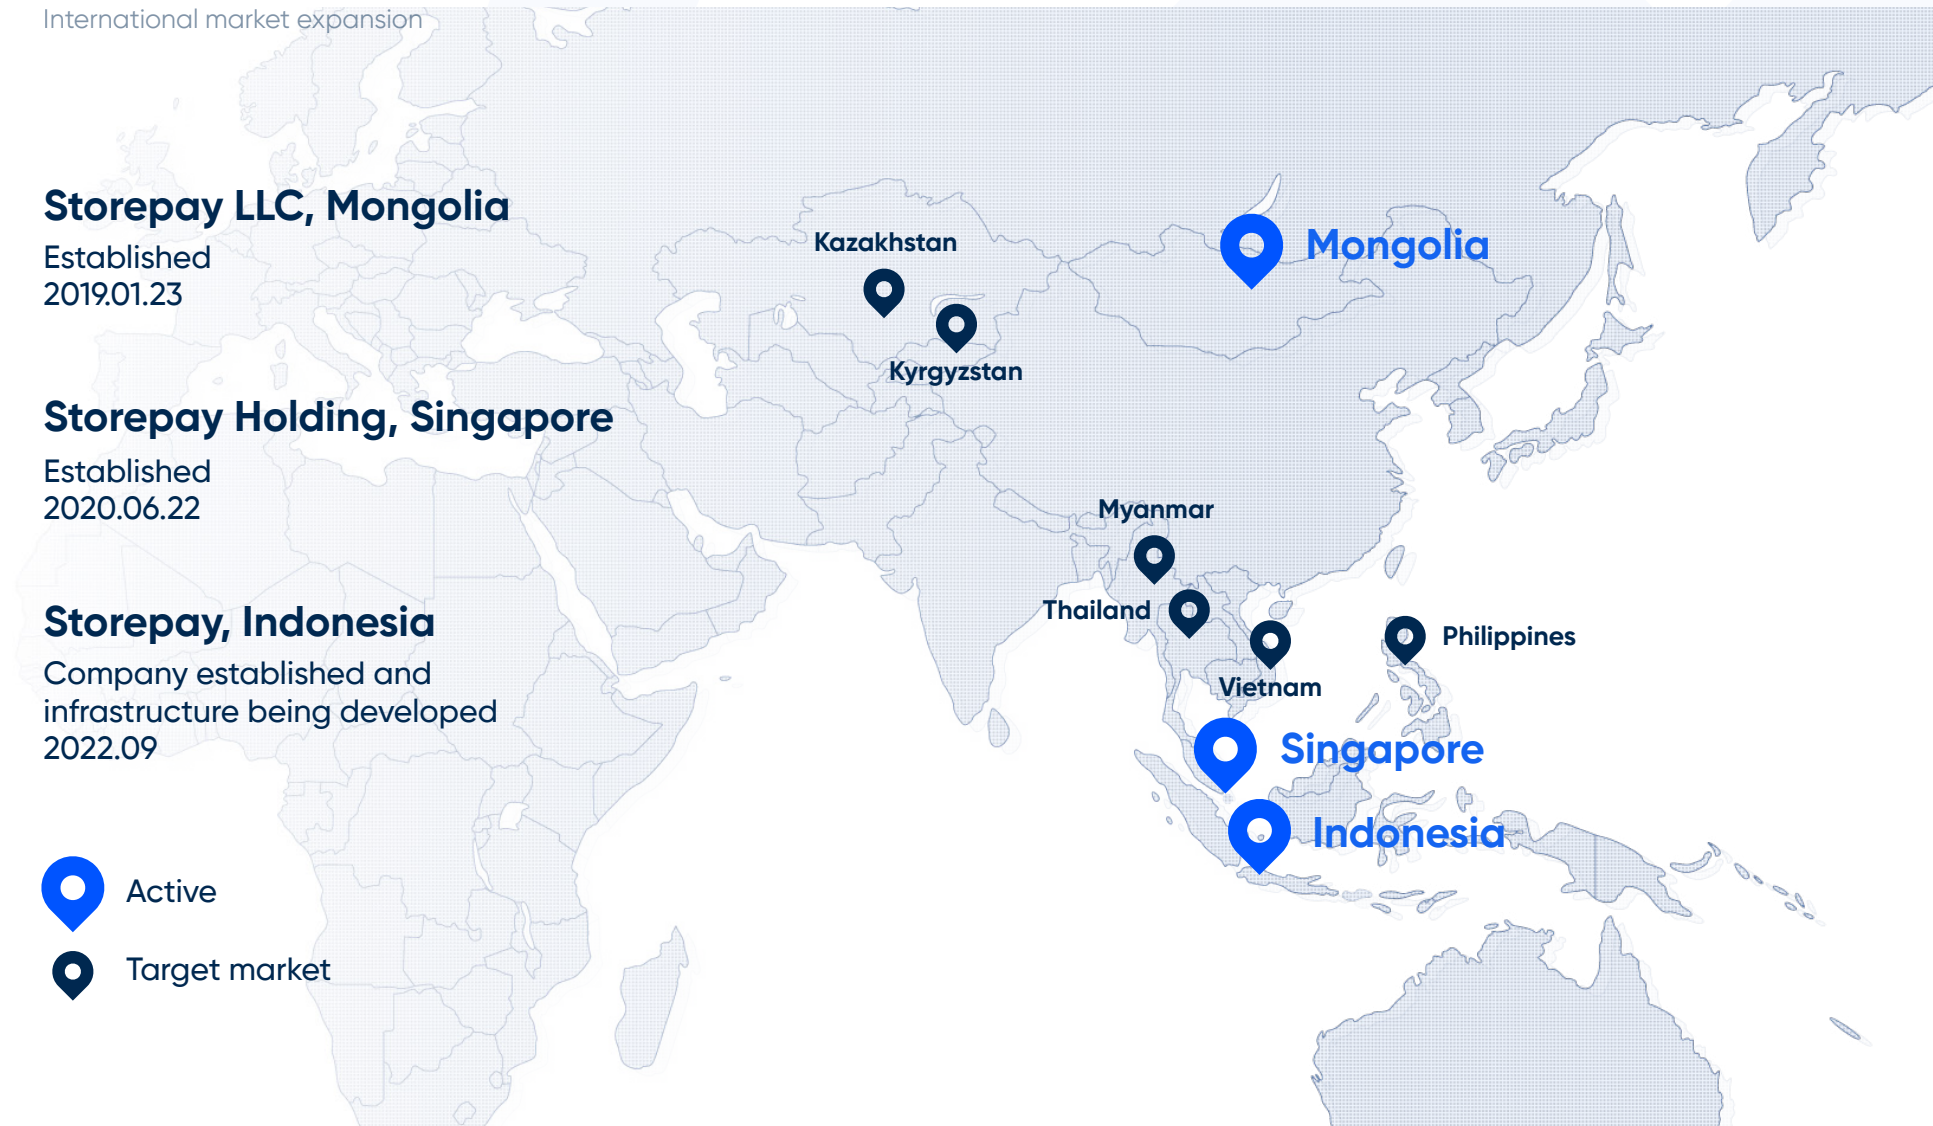 International market expansion
Storepay LLC, Mongolia
Established
2019.01.23
Storepay Holding, Singapore
Established
2020.06.22
Storepay, Indonesia
Company established and
infrastructure being developed
2022.09
Active
Target market
Kazakhstan
Kyrgyzstan
Mongolia
Myanmar
Thailand
Vietnam
Philippines
Singapore
Indonesia